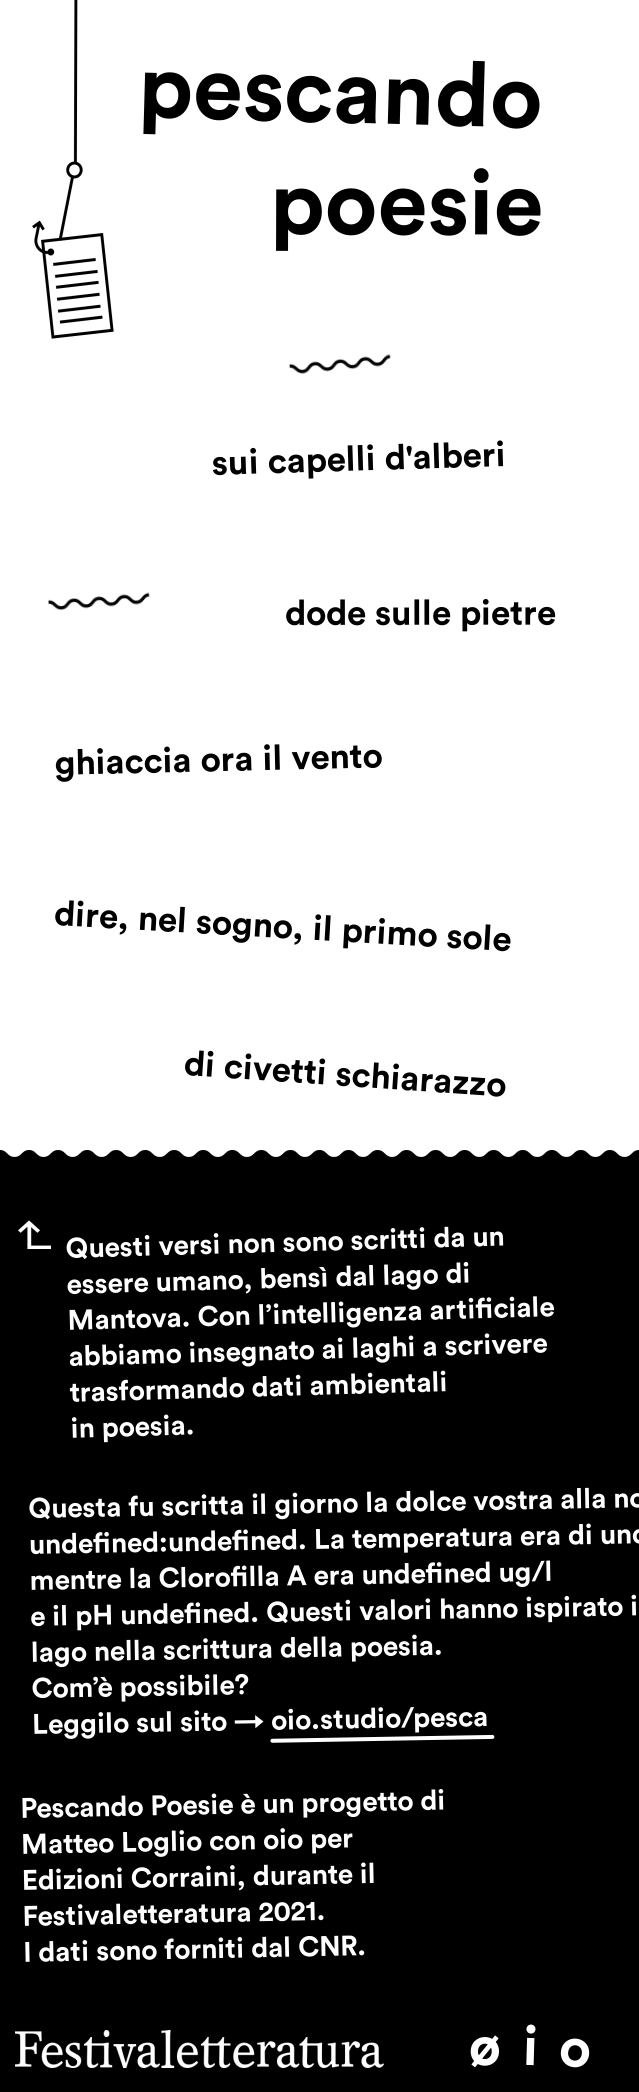 pescando
poesie
sui capelli d'alberi
dode sulle pietre
ghiaccia ora il vento
dire, nel sogno, il primo sole
di civetti schiarazzo
Questi versi non sono scritti da un
essere umano, bensì dal lago di
Mantova. Con l’intelligenza artificiale
abbiamo insegnato ai laghi a scrivere
trasformando dati ambientali
in poesia.
Questa fu scritta il giorno la dolce vostra alla
undefined:undefined. La temperatura era di
mentre la Clorofilla A era undefined ug/l
e il pH undefined. Questi valori hanno ispirato
lago nella scrittura della poesia.
Com’è possibile?
Leggilo sul sito → oio.studio/pesca
Pescando Poesie è un progetto di
Matteo Loglio con oio per
Edizioni Corraini, durante il
Festivaletteratura 2021.
I dati sono forniti dal CNR.
Festivaletteratura øio